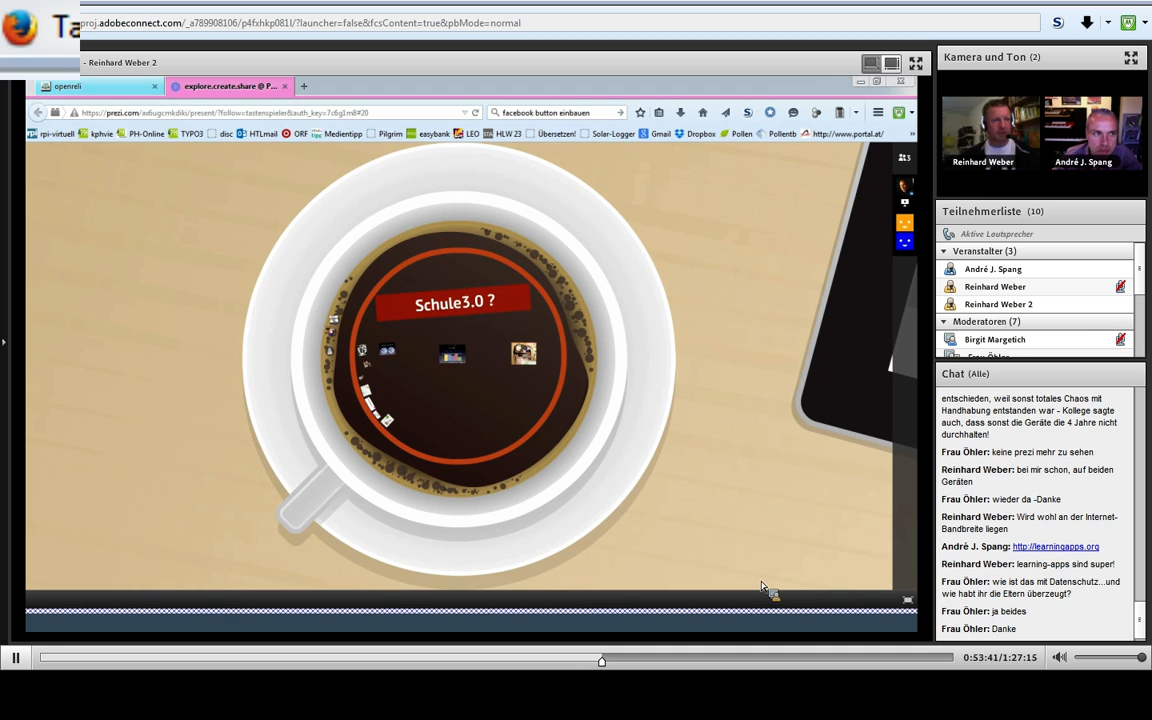 Ta
proj.adobeconnect.com/_a789908106/p4fxhkp081l/?launcher=false&fcsContent=true&pbMode=normal
- Reinhard Weber 2
openreli
explore.create.share @ P...
https://prezi.com/ax6ugcmkdiki/present/?follow=tastenspieler&auth_key=7c6g1m8#20
facebook button einbauen
rpi-virtuell kphvie PH-Online TYPO3 disc HTLmail ORF Medientipp Pilgrim easybank LEO HLW 23 Übersetzen! Solar-Logger Gmail Dropbox Pollen Pollentb http://www.portal.at/
Schule3.0 ?
Kamera und Ton (2)
Reinhard Weber
André J. Spang
Teilnehmerliste (10)
Aktive Lautsprecher
Veranstalter (3)
André J. Spang
Reinhard Weber
Reinhard Weber 2
Moderatoren (7)
Birgit Margetich
Frau Öhler
Chat (Alle)
entschieden, weil sonst totales Chaos mit
Handhabung entstanden war - Kollege sagte
auch, dass sonst die Geräte die 4 Jahre nicht
durchhalten!
Frau Öhler: keine prezi mehr zu sehen
Reinhard Weber: bei mir schon, auf beiden
Geräten
Frau Öhler: wieder da -Danke
Reinhard Weber: Wird wohl an der Internet-
Bandbreite liegen
André J. Spang: http://learningapps.org
Reinhard Weber: learning-apps sind super!
Frau Öhler: wie ist das mit Datenschutz...und
wie habt ihr die Eltern überzeugt?
Frau Öhler: ja beides
Frau Öhler: Danke
0:53:41/1:27:15